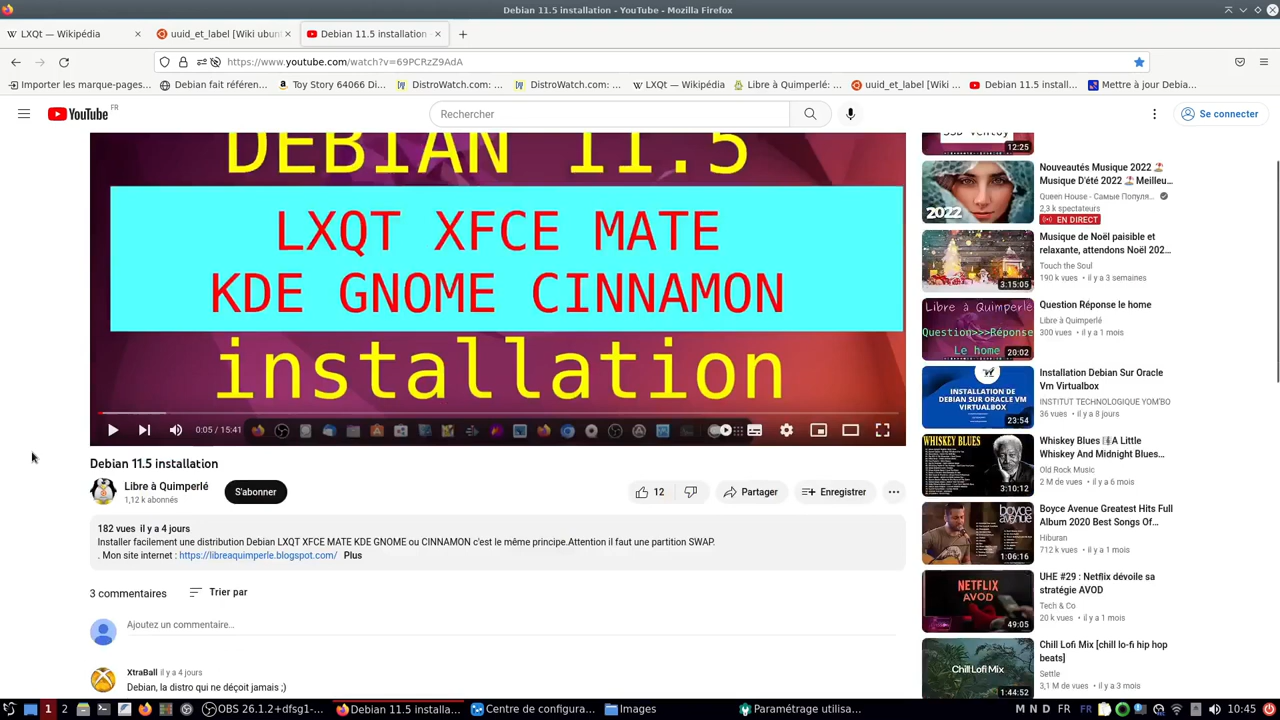 Debian 11.5 installation - YouTube - Mozilla Firefox
LXQt — Wikipédia
uuid_et_label [Wiki ubun
Debian 11.5 installation
https://www.youtube.com/watch?v=69PCRzZ9AdA
Importer les marque-pages...
Debian fait référen...
Toy Story 64066 Di...
DistroWatch.com: ...
DistroWatch.com: ...
LXQt — Wikipédia
Libre à Quimperlé: ...
uuid_et_label [Wiki ...
Debian 11.5 install...
Mettre à jour Debia...
YouTube
FR
Rechercher
Se connecter
DEBIAN 11.5
LXQT XFCE MATE
KDE GNOME CINNAMON
installation
0:05 / 15:41
Debian 11.5 installation
Libre à Quimperlé
1,12 k abonnés
S'abonner
Partager
Enregistrer
182 vues il y a 4 jours
Installer facilement une distribution Debian LXQT XFCE MATE KDE GNOME ou CINNAMON c'est le même principe.Attention il faut une partition SWAP.
. Mon site internet : https://libreaquimperle.blogspot.com/ Plus
3 commentaires
Trier par
Ajoutez un commentaire...
XtraBall il y a 4 jours
Debian, la distro qui ne déçoit jamais ;)
12:25
2022
Nouveautés Musique 2022
Musique D'été 2022 Meilleu...
Queen House - Самые Популя...
2,3 k spectateurs
EN DIRECT
3:15:05
Musique de Noël paisible et
relaxante, attendons Noël 202...
Touch the Soul
190 k vues • il y a 3 semaines
Libre à Quimperlé
Question>>>Réponse
Le home
20:02
Question Réponse le home
Libre à Quimperlé
300 vues • il y a 1 mois
INSTALLATION DE
DEBIAN SUR ORACLE VM
VIRTUALBOX
23:54
Installation Debian Sur Oracle
Vm Virtualbox
INSTITUT TECHNOLOGIQUE YOM'BO
36 vues • il y a 8 jours
WHISKEY BLUES
3:10:12
Whiskey Blues A Little
Whiskey And Midnight Blues...
Old Rock Music
2 M de vues • il y a 6 mois
boyce
AVENUE
1:06:16
Boyce Avenue Greatest Hits Full
Album 2020 Best Songs Of...
Hiburan
712 k vues • il y a 1 mois
NETFLIX
AVOD
49:05
UHE #29 : Netflix dévoile sa
stratégie AVOD
Tech & Co
20 k vues • il y a 1 mois
Chill Lofi Mix
1:44:52
Chill Lofi Mix [chill lo-fi hip hop
beats]
Settle
3,1 M de vues • il y a 3 mois
1
2
OBS 26.1.2+dfsg1-...
Debian 11.5 installa...
Centre de configura...
Images
Paramétrage utilisa...
M N D FR
FR
10:45